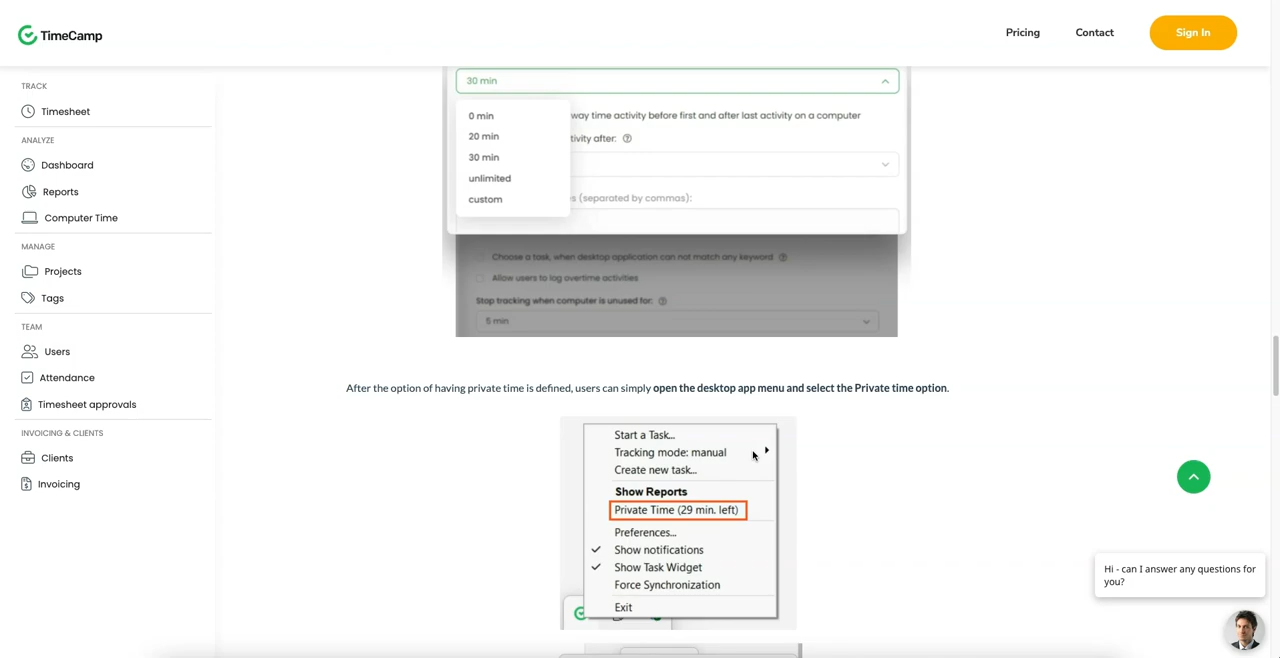 TimeCamp
Pricing
Contact
Sign In
TRACK
Timesheet
ANALYZE
Dashboard
Reports
Computer Time
MANAGE
Projects
Tags
TEAM
Users
Attendance
Timesheet approvals
INVOICING & CLIENTS
Clients
Invoicing
30 min
0 min
20 min
30 min
unlimited
custom
way time activity before first and after last activity on a computer
tivity after:
s (separated by commas):
Choose a task, when desktop application can not match any keyword
Allow users to log overtime activities
Stop tracking when computer is unused for:
5 min
After the option of having private time is defined, users can simply open the desktop app menu and select the Private time option.
Start a Task...
Tracking mode: manual
Create new task...
Show Reports
Private Time (29 min. left)
Preferences...
Show notifications
Show Task Widget
Force Synchronization
Exit
Hi - can I answer any questions for
you?